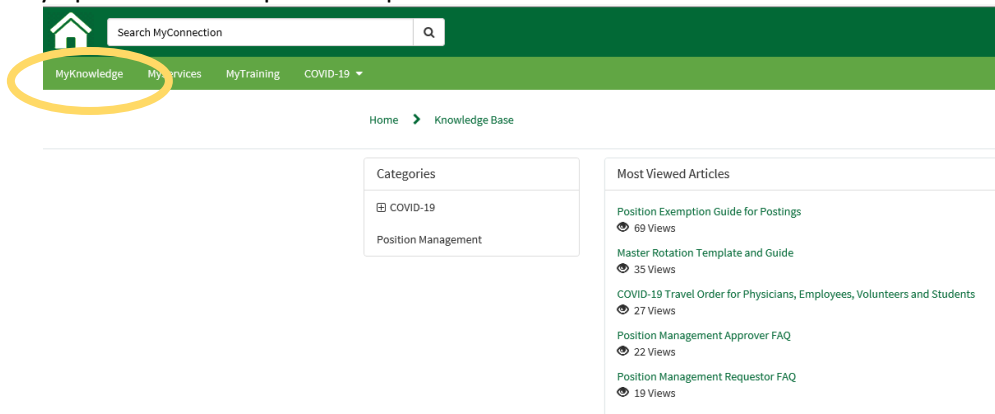 Search MyConnection
MyKnowledge MyServices MyTraining COVID-19
Home Knowledge Base
Categories
COVID-19
Position Management
Most Viewed Articles
Position Exemption Guide for Postings
69 Views
Master Rotation Template and Guide
35 Views
COVID-19 Travel Order for Physicians, Employees, Volunteers and Students
27 Views
Position Management Approver FAQ
22 Views
Position Management Requestor FAQ
19 Views